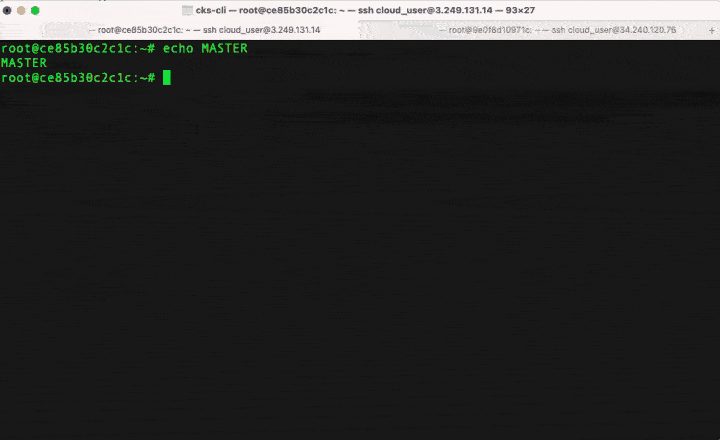 cks-cli — root@ce85b30c2c1c: ~ — ssh cloud_user@3.249.131.14 — 93×27
— root@ce85b30c2c1c: ~ — ssh cloud_user@3.249.131.14
— root@9e0f6d10971c: ~ — ssh cloud_user@34.240.120.76 +
root@ce85b30c2c1c:~# echo MASTER
MASTER
root@ce85b30c2c1c:~#